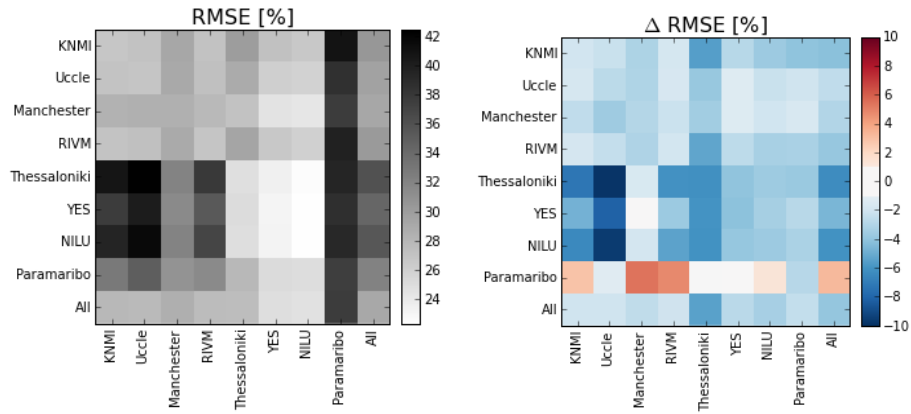 RMSE [%]
KNMI
Uccle
Manchester
RIVM
Thessaloniki
YES
NILU
Paramaribo
All
KNMI
Uccle
Manchester
RIVM
Thessaloniki
YES
NILU
Paramaribo
All
42
40
38
36
34
32
30
28
26
24
Δ RMSE [%]
KNMI
Uccle
Manchester
RIVM
Thessaloniki
YES
NILU
Paramaribo
All
KNMI
Uccle
Manchester
RIVM
Thessaloniki
YES
NILU
Paramaribo
All
10
8
6
4
2
0
−2
−4
−6
−8
−10